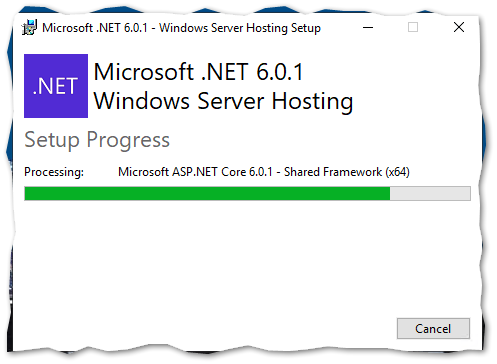 Microsoft .NET 6.0.1 - Windows Server Hosting Setup
.NET
Microsoft .NET 6.0.1
Windows Server Hosting
Setup Progress
Processing: Microsoft ASP.NET Core 6.0.1 - Shared Framework (x64)
Cancel